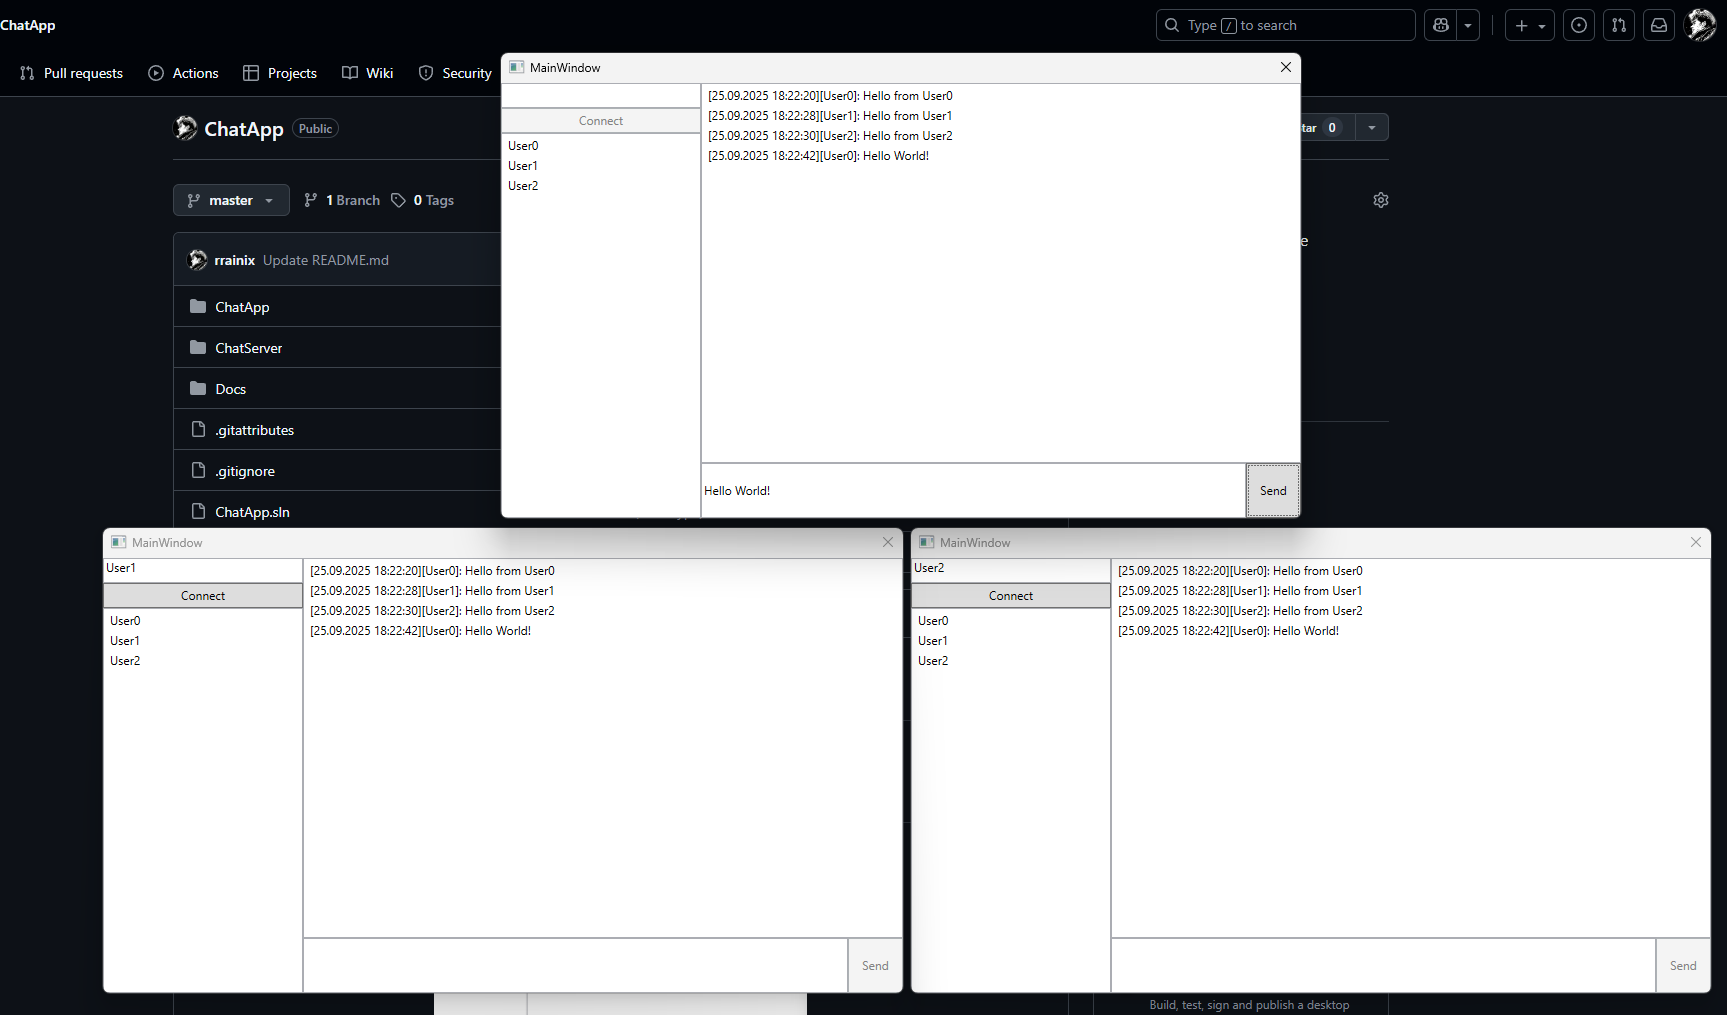 ChatApp
Type / to search
Pull requests
Actions
Projects
Wiki
Security
ChatApp
Public
tar 0
master
1 Branch
0 Tags
rrainix Update README.md
e
ChatApp
ChatServer
Docs
.gitattributes
.gitignore
ChatApp.sln
MainWindow
Connect
User0
User1
User2
[25.09.2025 18:22:20][User0]: Hello from User0
[25.09.2025 18:22:28][User1]: Hello from User1
[25.09.2025 18:22:30][User2]: Hello from User2
[25.09.2025 18:22:42][User0]: Hello World!
Hello World!
Send
MainWindow
User1
Connect
User0
User1
User2
[25.09.2025 18:22:20][User0]: Hello from User0
[25.09.2025 18:22:28][User1]: Hello from User1
[25.09.2025 18:22:30][User2]: Hello from User2
[25.09.2025 18:22:42][User0]: Hello World!
Send
MainWindow
User2
Connect
User0
User1
User2
[25.09.2025 18:22:20][User0]: Hello from User0
[25.09.2025 18:22:28][User1]: Hello from User1
[25.09.2025 18:22:30][User2]: Hello from User2
[25.09.2025 18:22:42][User0]: Hello World!
Send
Build, test, sign and publish a desktop